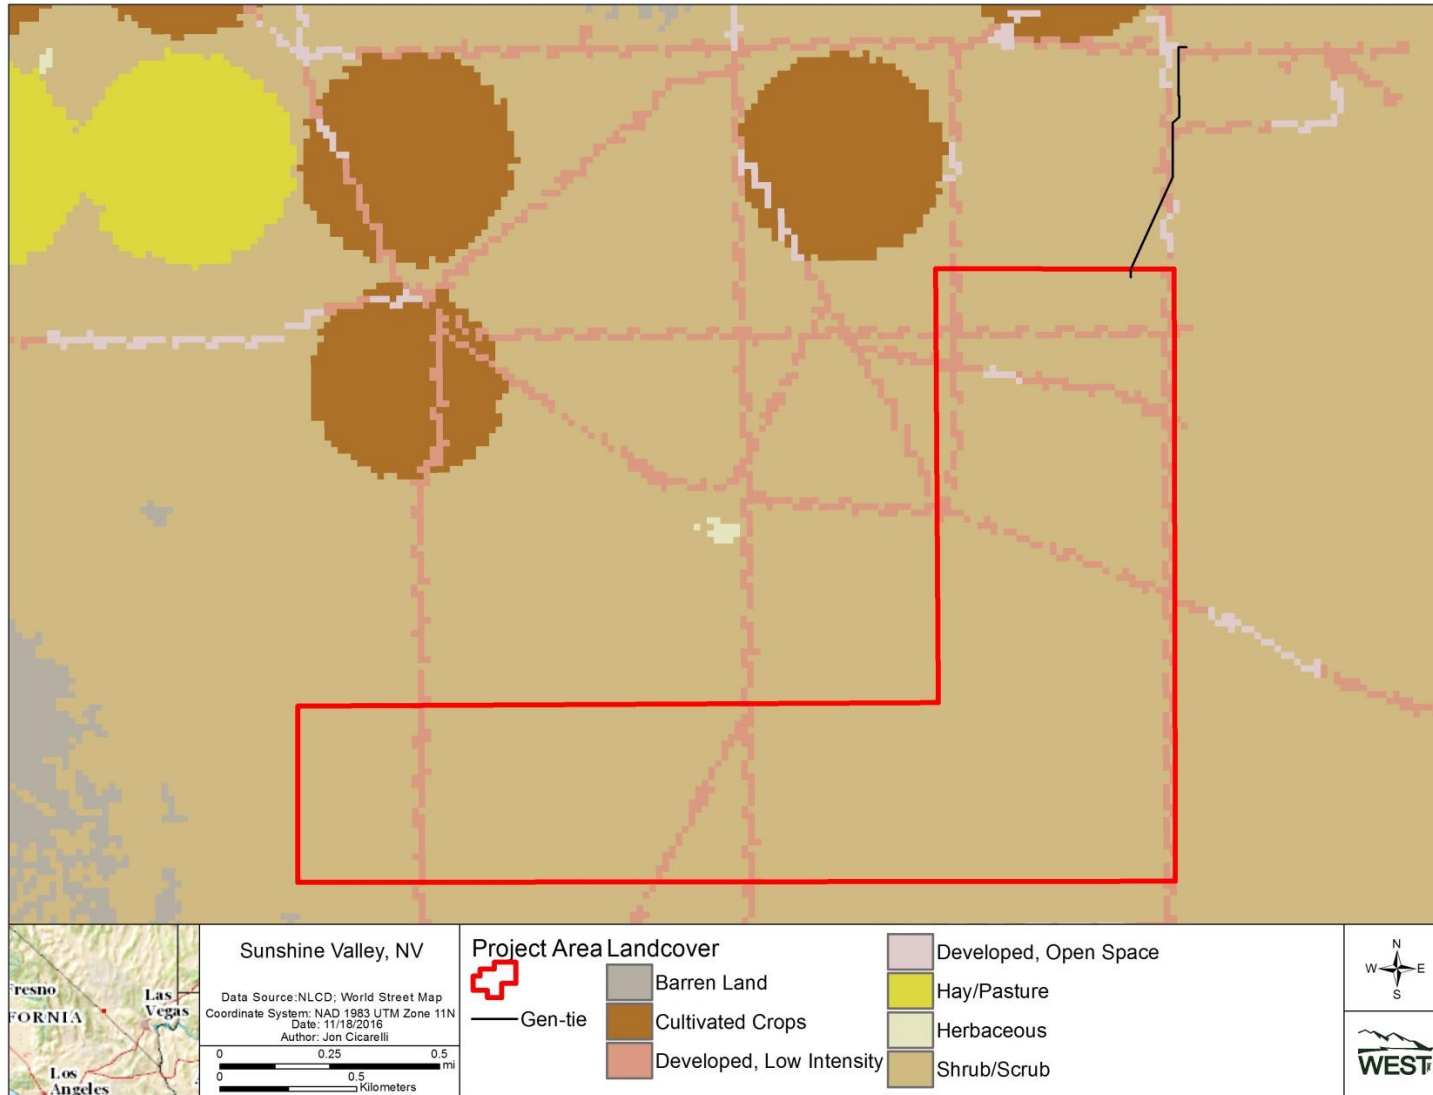 Fresno
FORNIA
Las
Vegas
Los
Angeles
Sunshine Valley, NV
Data Source:NLCD; World Street Map
Coordinate System: NAD 1983 UTM Zone 11N
Date: 11/18/2016
Author: Jon Cicarelli
0 0.25 0.5
mi
0 0.5
Kilometers
Project Area
Gen-tie
Landcover
Barren Land
Cultivated Crops
Developed, Low Intensity
Developed, Open Space
Hay/Pasture
Herbaceous
Shrub/Scrub
N
W E
S
WEST